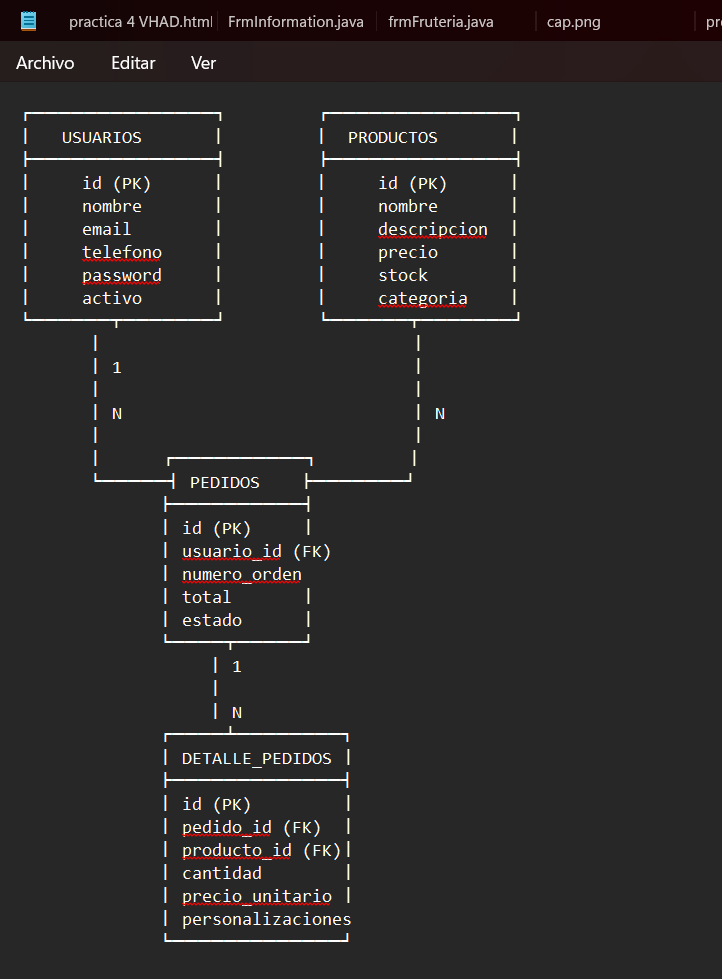 practica 4 VHAD.html FrmInformation.java frmFruteria.java cap.png pr
Archivo Editar Ver
USUARIOS PRODUCTOS
id (PK) id (PK)
nombre nombre
email descripcion
telefono precio
password stock
activo categoria
1
N N
PEDIDOS
id (PK)
usuario_id (FK)
numero_orden
total
estado
1
N
DETALLE_PEDIDOS
id (PK)
pedido_id (FK)
producto_id (FK)
cantidad
precio_unitario
personalizaciones